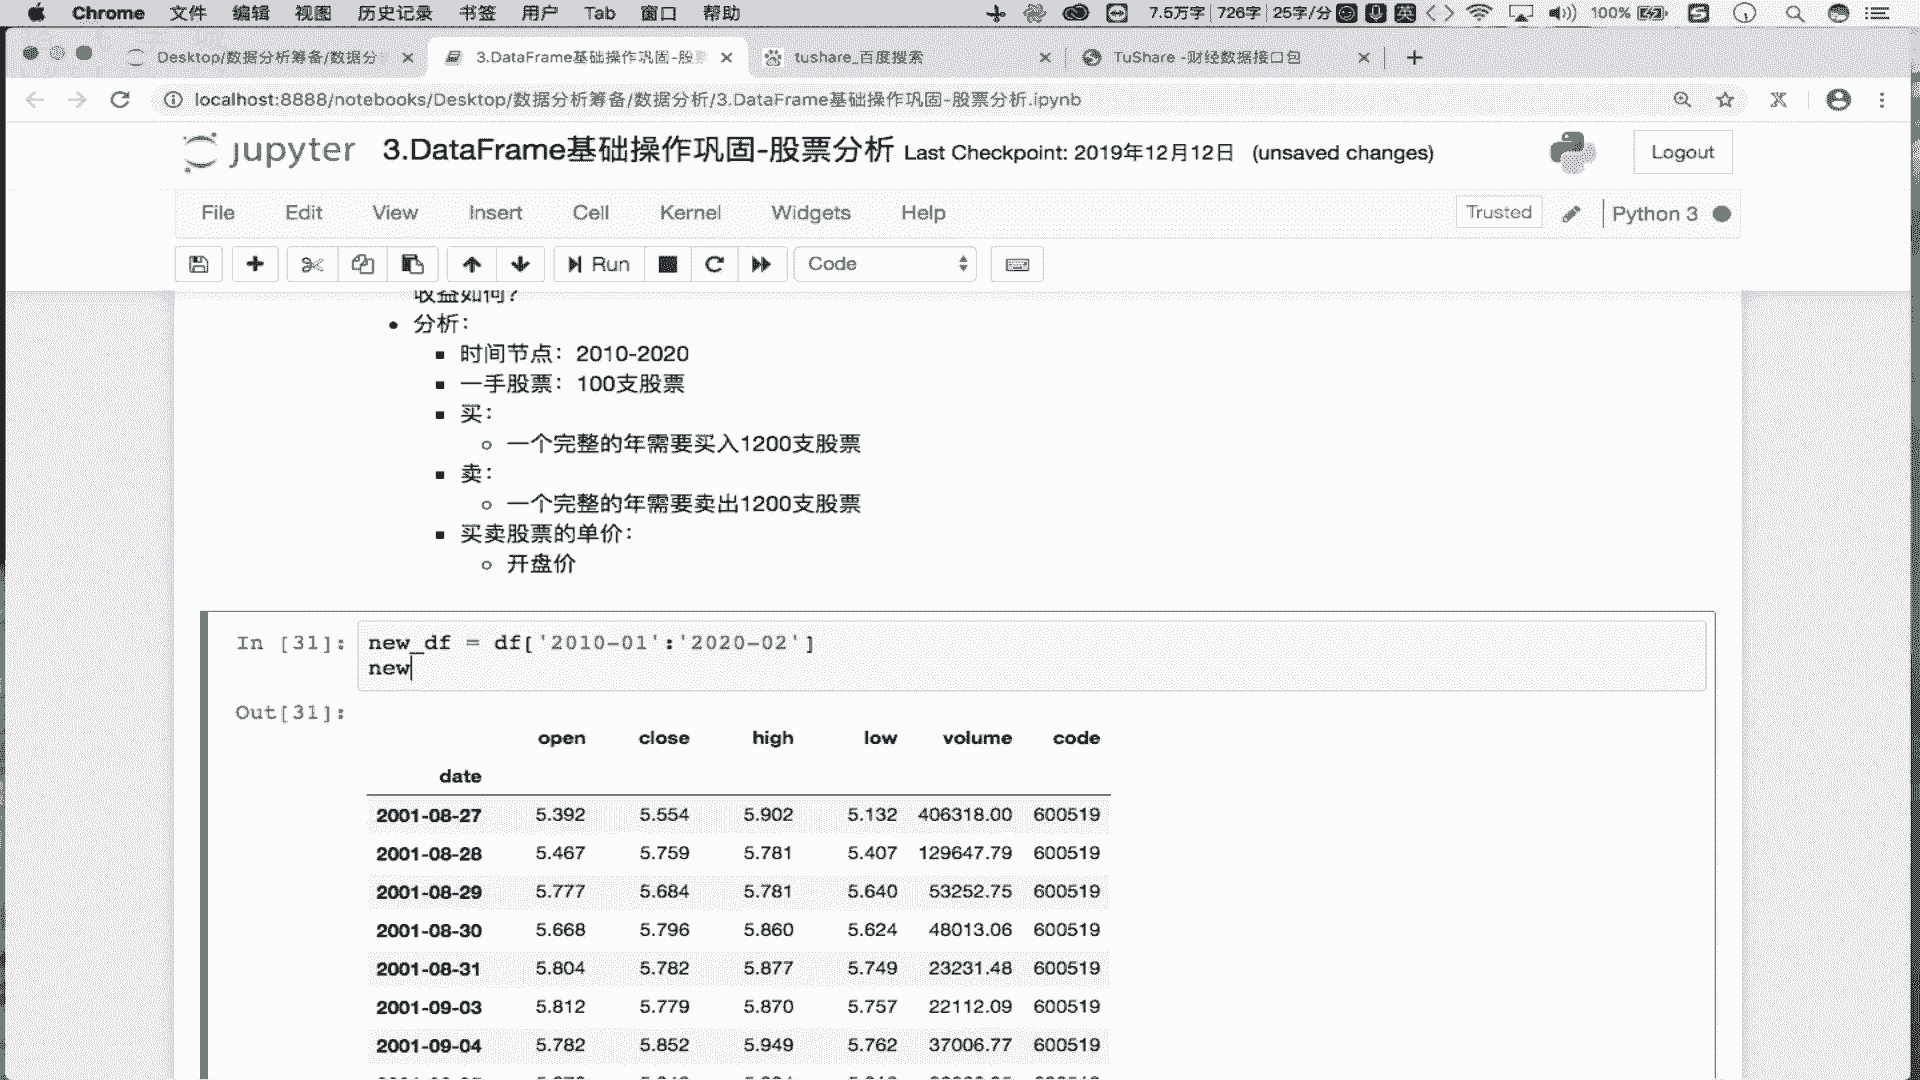 Chrome 文件 编辑 视图 历史记录 书签 用户 Tab 窗口 帮助 7.5万字 726字 25字/分 英 100%
Desktop/数据分析筹备/数据分 3.DataFrame基础操作巩固-股 tushare_百度搜索 TuShare -财经数据接口包
localhost:8888/notebooks/Desktop/数据分析筹备/数据分析/3.DataFrame基础操作巩固-股票分析.ipynb
jupyter 3.DataFrame基础操作巩固-股票分析 Last Checkpoint: 2019年12月12日 (unsaved changes) Logout
File Edit View Insert Cell Kernel Widgets Help Trusted Python 3
Run Code
收益如何?
分析:
时间节点: 2010-2020
一手股票: 100支股票
买:
一个完整的年需要买入1200支股票
卖:
一个完整的年需要卖出1200支股票
买卖股票的单价:
开盘价
In [31]: new_df = df['2010-01':'2020-02']
new
Out[31]:
open close high low volume code
date
2001-08-27 5.392 5.554 5.902 5.132 406318.00 600519
2001-08-28 5.467 5.759 5.781 5.407 129647.79 600519
2001-08-29 5.777 5.684 5.781 5.640 53252.75 600519
2001-08-30 5.668 5.796 5.860 5.624 48013.06 600519
2001-08-31 5.804 5.782 5.877 5.749 23231.48 600519
2001-09-03 5.812 5.779 5.870 5.757 22112.09 600519
2001-09-04 5.782 5.852 5.949 5.762 37006.77 600519